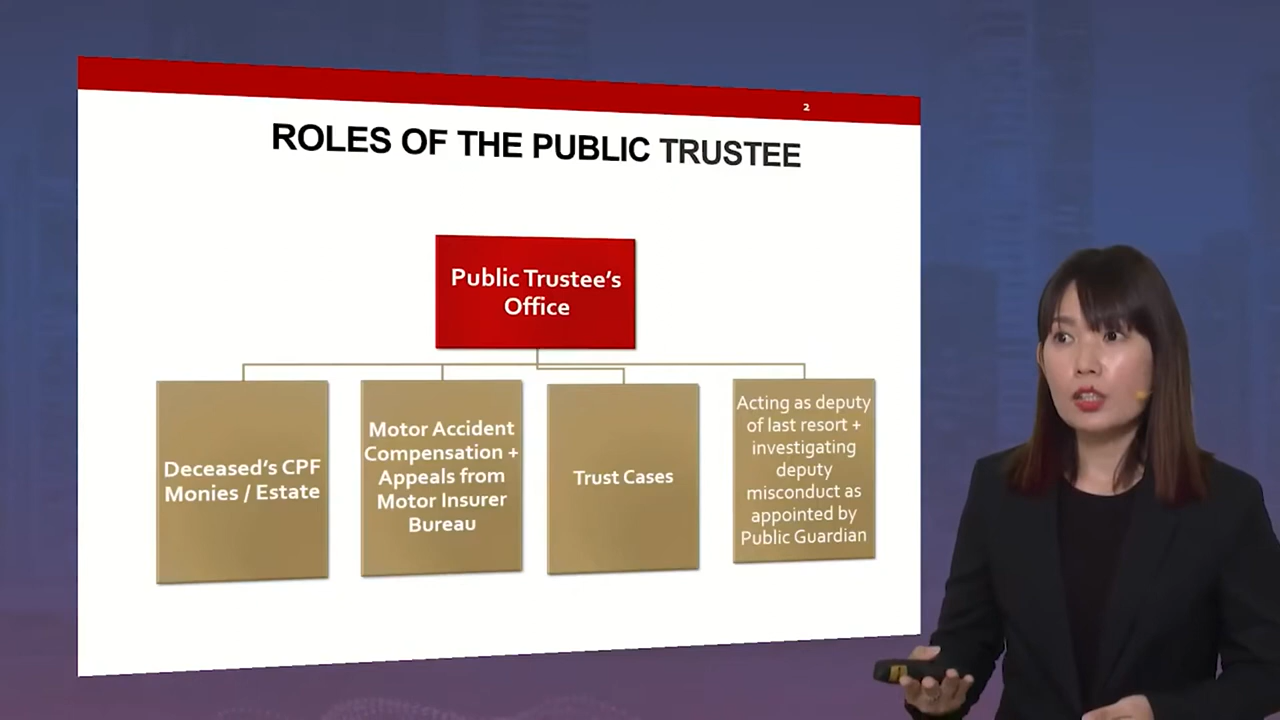 2
ROLES OF THE PUBLIC TRUSTEE
Public Trustee's
Office
Deceased's CPF
Monies / Estate
Motor Accident
Compensation +
Appeals from
Motor Insurer
Bureau
Trust Cases
Acting as deputy
of last resort +
investigating
deputy
misconduct as
appointed by
Public Guardian